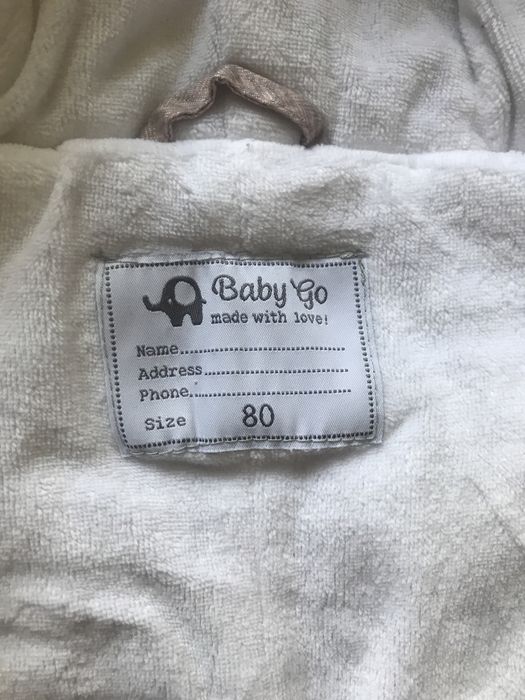 Baby Go
made with love!
Name..............................
Address..........................
Phone..............................
Size 80